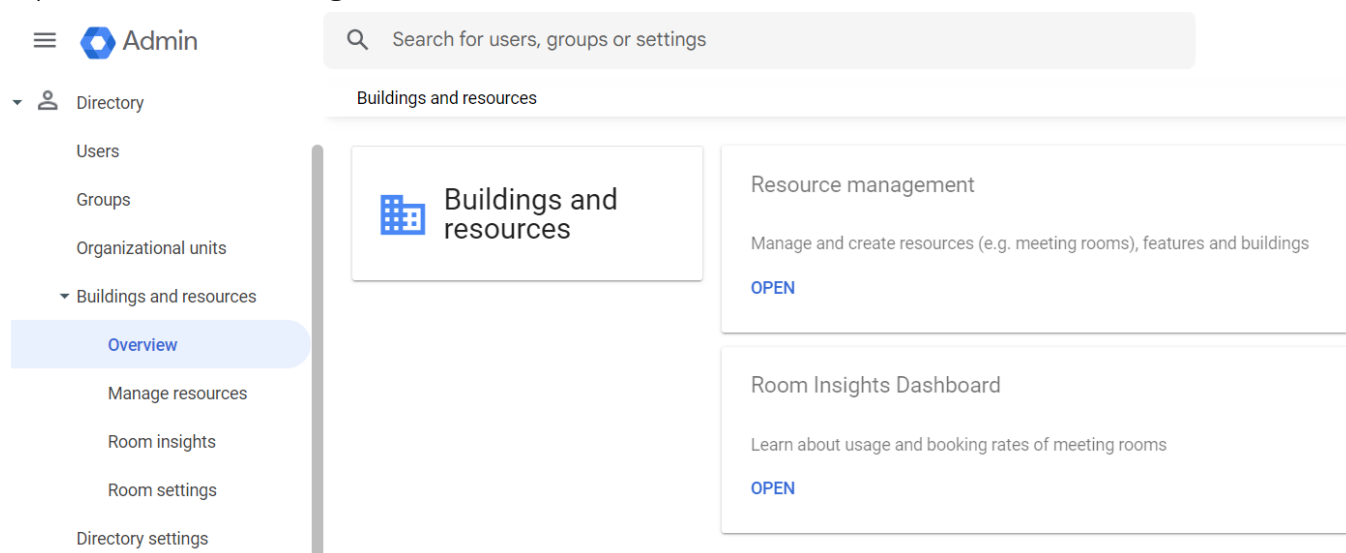 Admin
Search for users, groups or settings
Directory
Buildings and resources
Users
Groups
Organizational units
Buildings and resources
Overview
Manage resources
Room insights
Room settings
Directory settings
Buildings and
resources
Resource management
Manage and create resources (e.g. meeting rooms), features and buildings
OPEN
Room Insights Dashboard
Learn about usage and booking rates of meeting rooms
OPEN